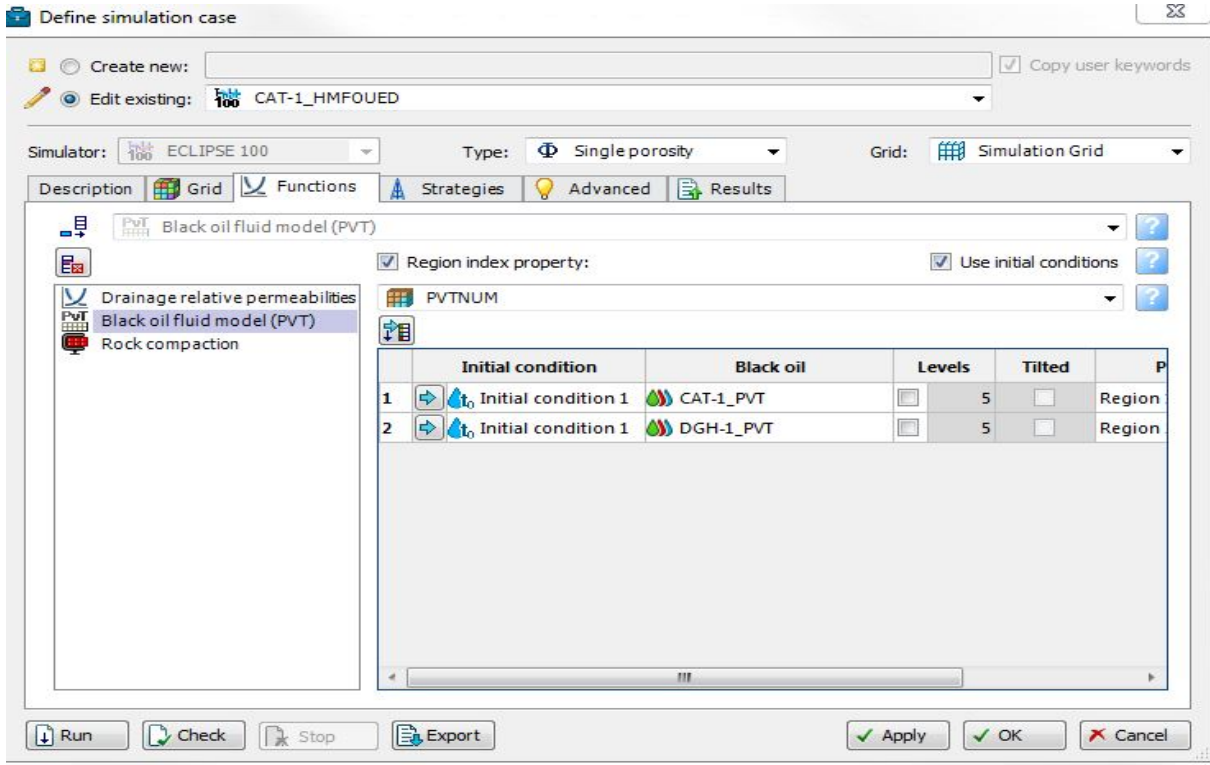 Define simulation case
Create new:
Copy user keywords
Edit existing: CAT-1_HMFOUED
Simulator: ECLIPSE 100 Type: Single porosity Grid: Simulation Grid
Description Grid Functions Strategies Advanced Results
PVT Black oil fluid model (PVT) ?
Region index property: Use initial conditions ?
Drainage relative permeabilities PVTNUM ?
PVT Black oil fluid model (PVT)
Rock compaction
Initial condition Black oil Levels Tilted P
1 Initial condition 1 CAT-1_PVT 5 Region
2 Initial condition 1 DGH-1_PVT 5 Region
Run Check Stop Export Apply OK Cancel